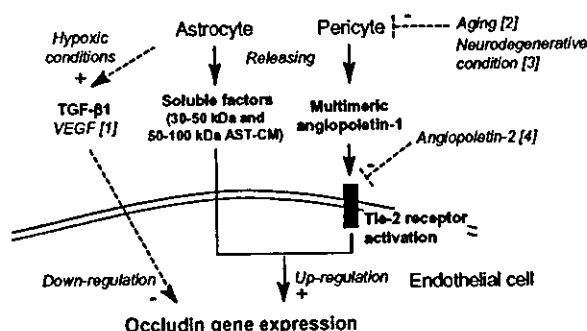 Hypoxic
conditions
+
Astrocyte
Releasing
Pericyte
-
Aging [2]
Neurodegenerative
condition [3]
TGF-β1
VEGF [1]
Soluble factors
(30-50 kDa and
50-100 kDa AST-CM)
Multimeric
angiopoietin-1
Angiopoietin-2 [4]
-
Tie-2 receptor
activation
=
Down-regulation
-
Up-regulation
+
Endothelial cell
Occludin gene expression